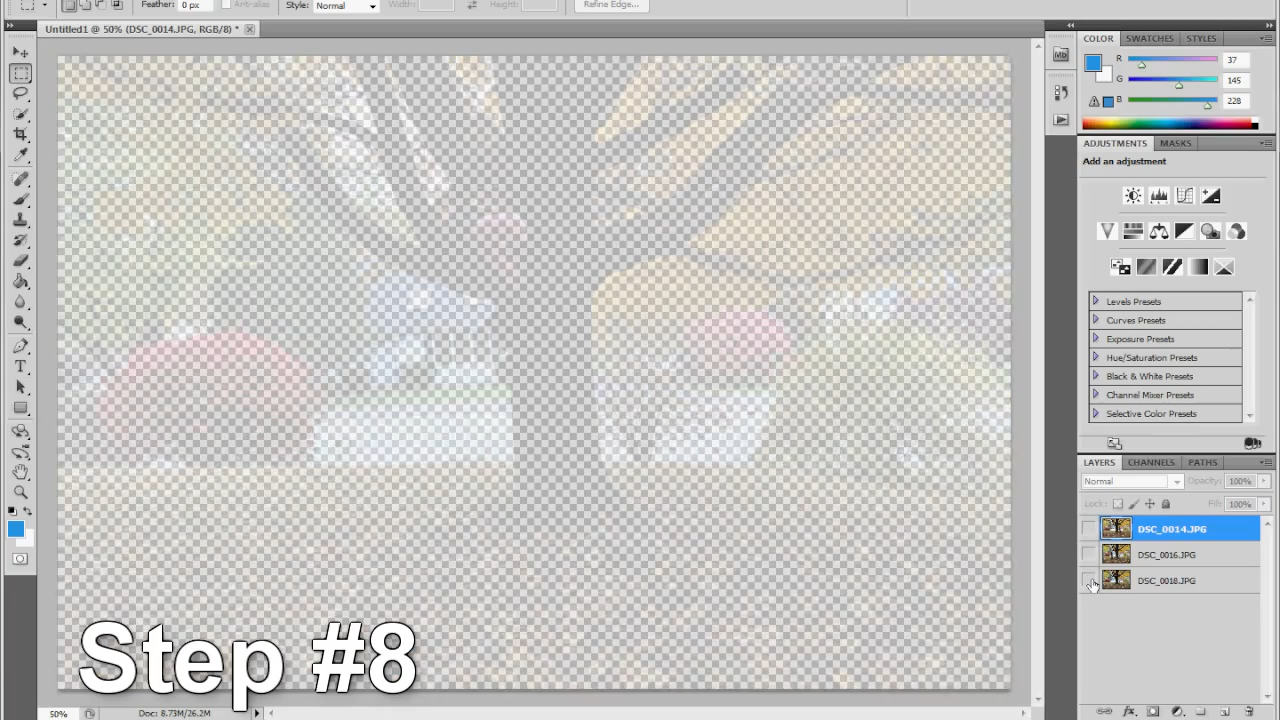 Feather: 0 px Anti-alias Style: Normal Width: Height: Refine Edge...
Untitled1 @ 50% (DSC_0014.JPG, RGB/8) *
COLOR SWATCHES STYLES
R 37
G 145
B 228
ADJUSTMENTS MASKS
Add an adjustment
Levels Presets
Curves Presets
Exposure Presets
Hue/Saturation Presets
Black & White Presets
Channel Mixer Presets
Selective Color Presets
LAYERS CHANNELS PATHS
Normal Opacity: 100%
Lock: Fill: 100%
DSC_0014.JPG
DSC_0016.JPG
DSC_0018.JPG
Step #8
50% Doc: 8.73M/26.2M